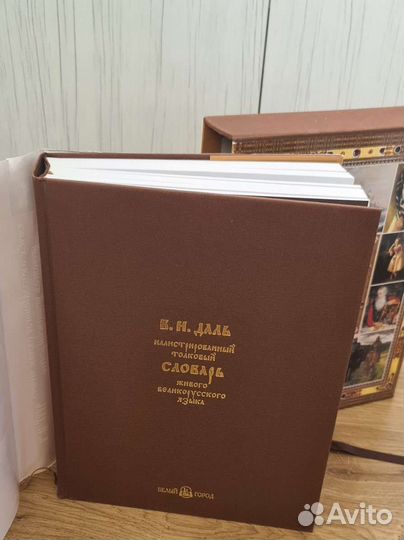 В. И. ДАЛЬ
ИЛЛЮСТРИРОВАННЫЙ
ТОЛКОВЫЙ
СЛОВАРЬ
ЖИВОГО
ВЕЛИКОРУССКОГО
ЯЗЫКА
БЕЛЫЙ ГОРОД
Avito